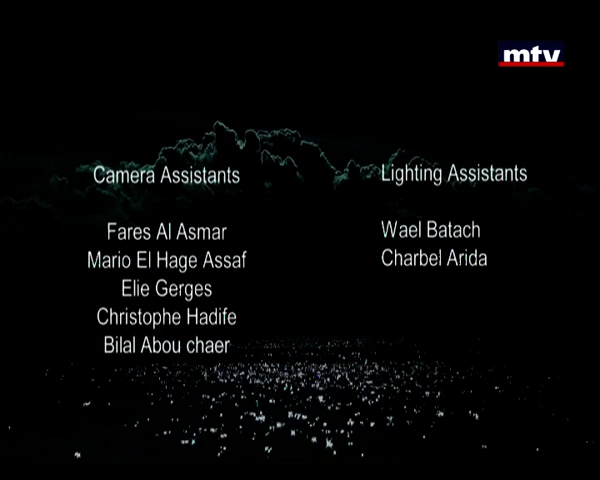 mtv
Camera Assistants
Fares Al Asmar
Mario El Hage Assaf
Elie Gerges
Christophe Hadife
Bilal Abou chaer
Lighting Assistants
Wael Batach
Charbel Arida